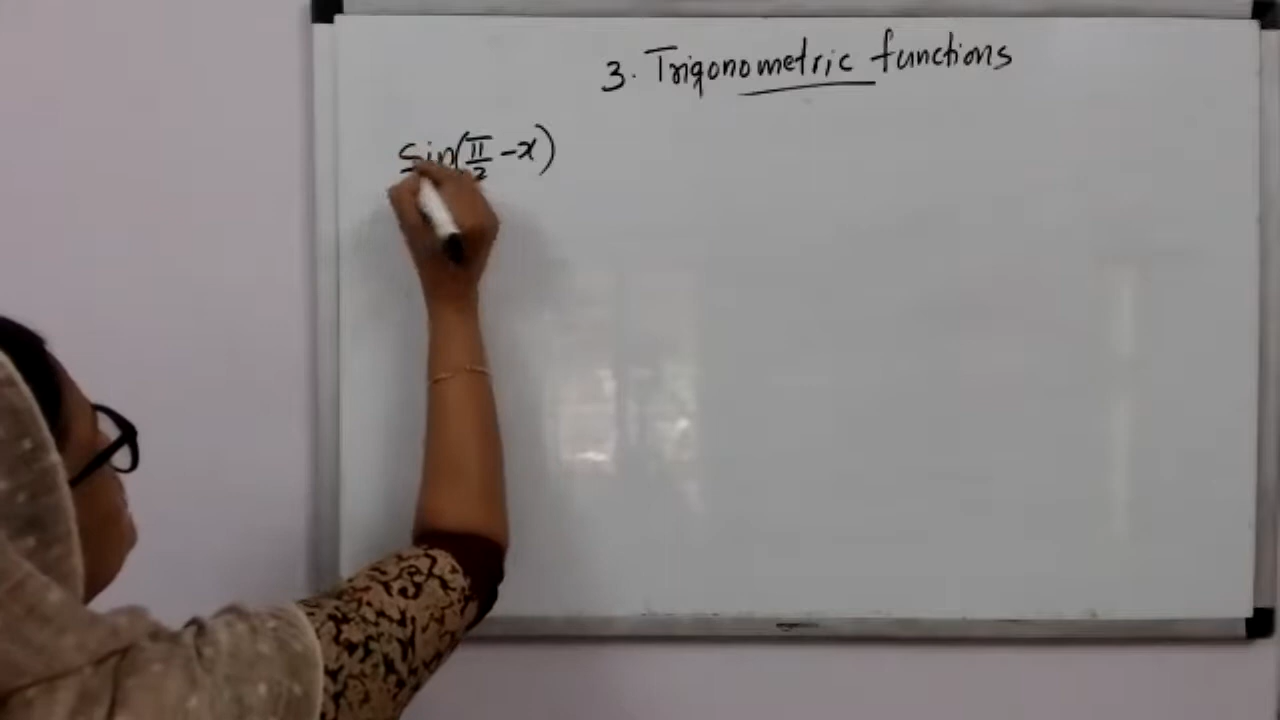 3. Trigonometric functions
Sin(π/2 - x)